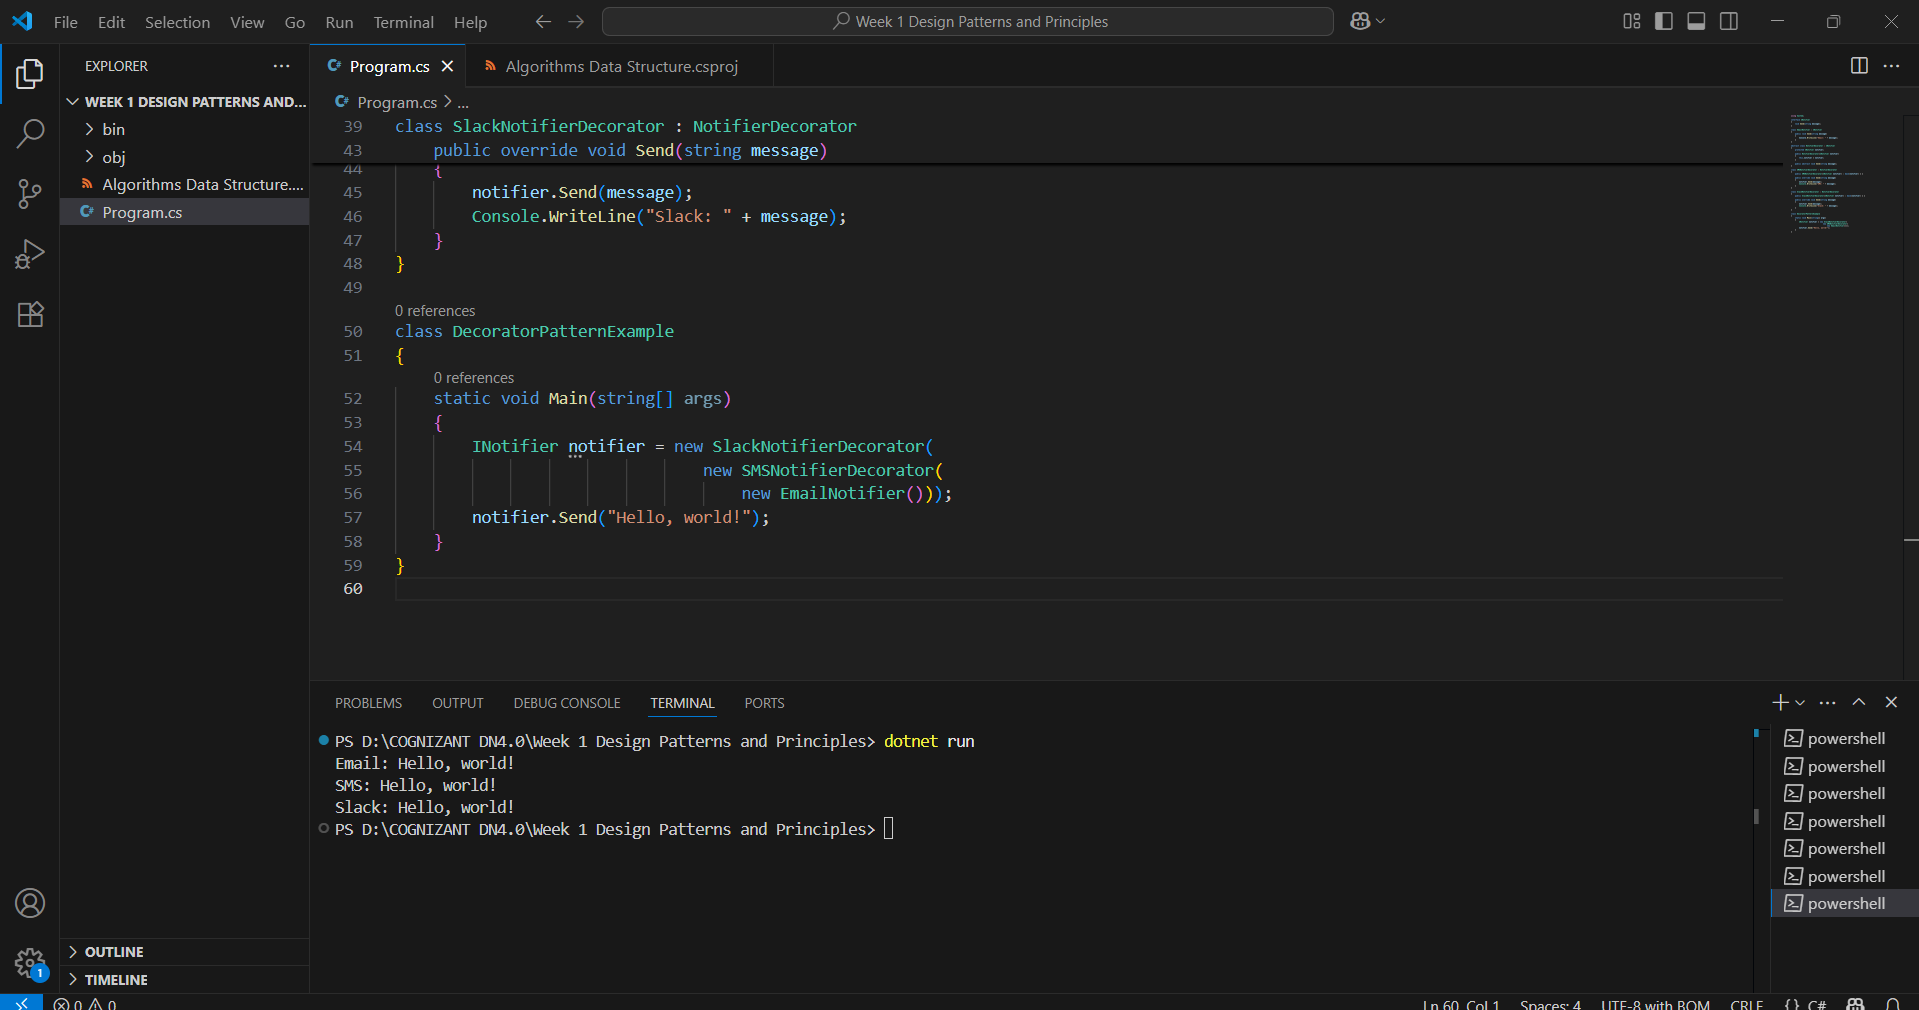 File Edit Selection View Go Run Terminal Help
Week 1 Design Patterns and Principles
EXPLORER
WEEK 1 DESIGN PATTERNS AND...
bin
obj
Algorithms Data Structure....
C# Program.cs
C# Program.cs
Algorithms Data Structure.csproj
C# Program.cs > ...
39 class SlackNotifierDecorator : NotifierDecorator
43 public override void Send(string message)
44 {
45 notifier.Send(message);
46 Console.WriteLine("Slack: " + message);
47 }
48 }
49
0 references
50 class DecoratorPatternExample
51 {
0 references
52 static void Main(string[] args)
53 {
54 INotifier notifier = new SlackNotifierDecorator(
55 new SMSNotifierDecorator(
56 new EmailNotifier()));
57 notifier.Send("Hello, world!");
58 }
59 }
60
PROBLEMS OUTPUT DEBUG CONSOLE TERMINAL PORTS
PS D:\COGNIZANT DN4.0\Week 1 Design Patterns and Principles> dotnet run
Email: Hello, world!
SMS: Hello, world!
Slack: Hello, world!
PS D:\COGNIZANT DN4.0\Week 1 Design Patterns and Principles>
powershell
powershell
powershell
powershell
powershell
powershell
powershell
OUTLINE
TIMELINE
1
0 0
Ln 60, Col 1 Spaces: 4 UTF-8 with BOM CRLF {} C#